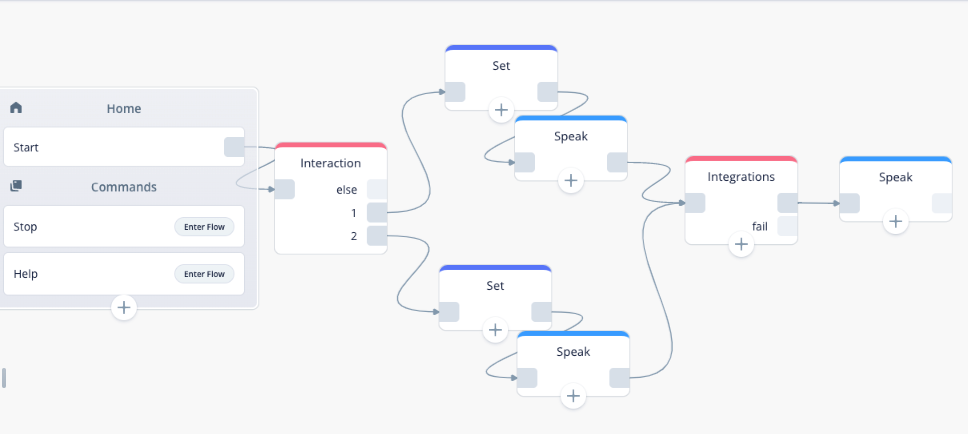 Home
Start
Commands
Stop
Enter Flow
Help
Enter Flow
Interaction
else
1
2
Set
Speak
Set
Speak
Integrations
fail
Speak